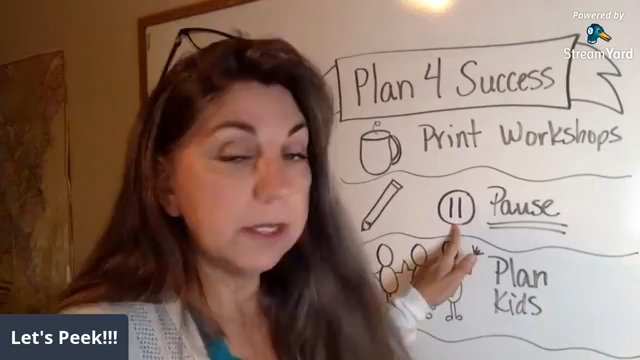 Powered by
StreamYard
Plan 4 Success
Print Workshops
Pause
Plan
Kids
Let's Peek!!!